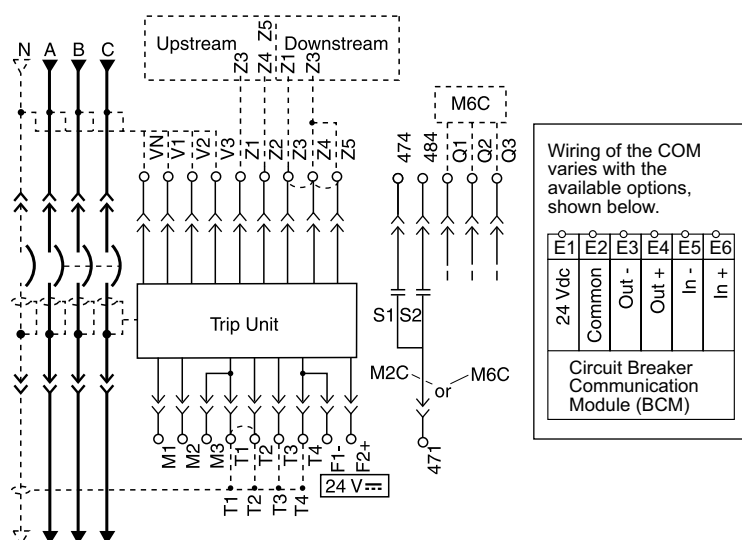 N A B C
Upstream
Z3 Z4 Z5
Downstream
Z1 Z3
M6C
VN V1 V2 V3 Z1 Z2 Z3 Z4 Z5
474 484 Q1 Q2 Q3
Trip Unit
S1 S2
M2C or M6C
M1 M2 M3 T1 T2 T3 T4 F1- F2+
471
T1 T2 T3 T4
24 V
Wiring of the COM
varies with the
available options,
shown below.
E1 E2 E3 E4 E5 E6
24 Vdc
Common
Out -
Out +
In -
In +
Circuit Breaker
Communication
Module (BCM)